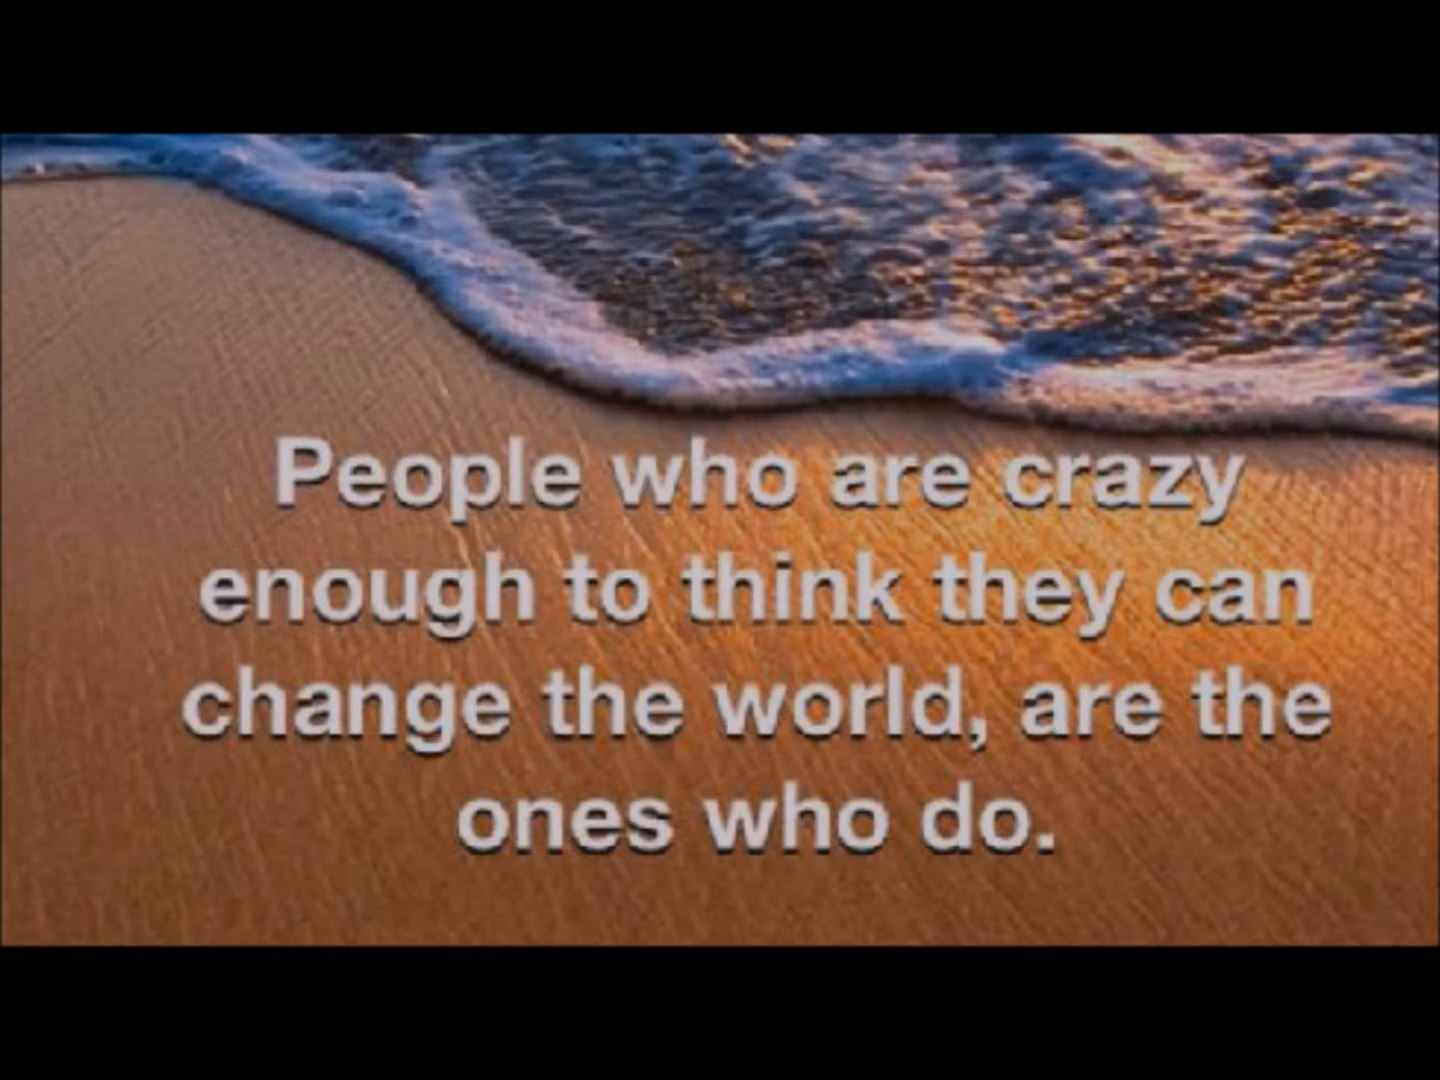 People who are crazy
enough to think they can
change the world, are the
ones who do.